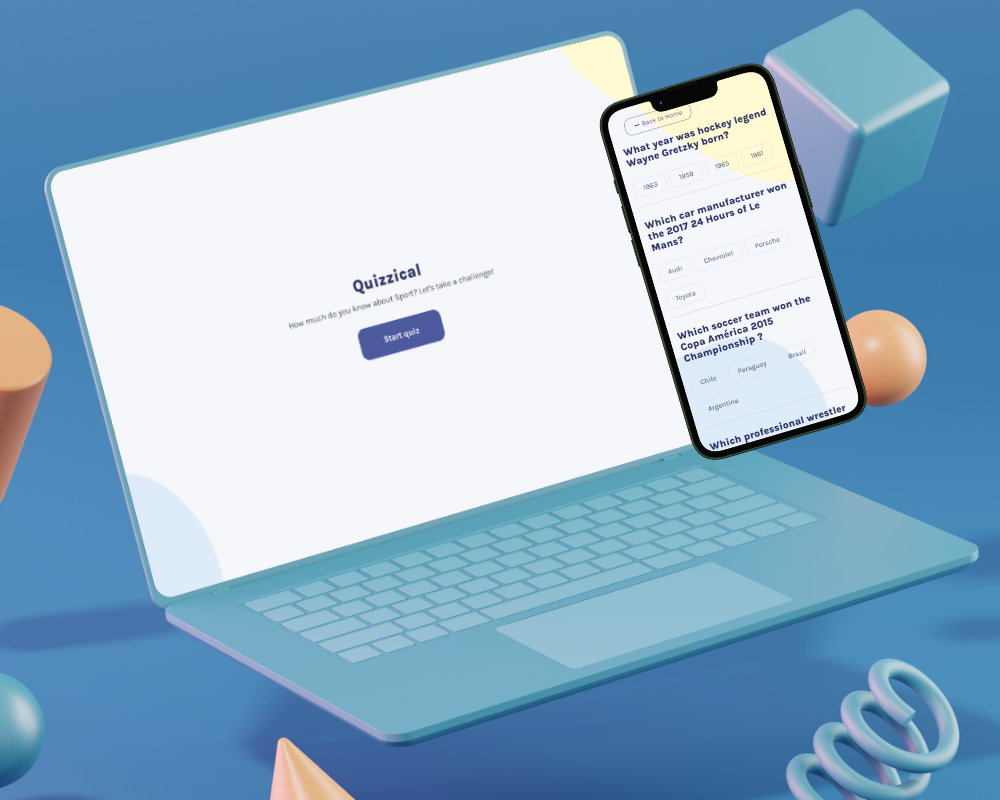 Quizzical
How much do you know about Sport? Let's take a challenge!
Start quiz
Back to Home
What year was hockey legend
Wayne Gretzky born?
1963 1959 1965 1961
Which car manufacturer won
the 2017 24 Hours of Le
Mans?
Audi Chevrolet Porsche
Toyota
Which soccer team won the
Copa América 2015
Championship ?
Chile Paraguay Brazil
Argentina
Which professional wrestler